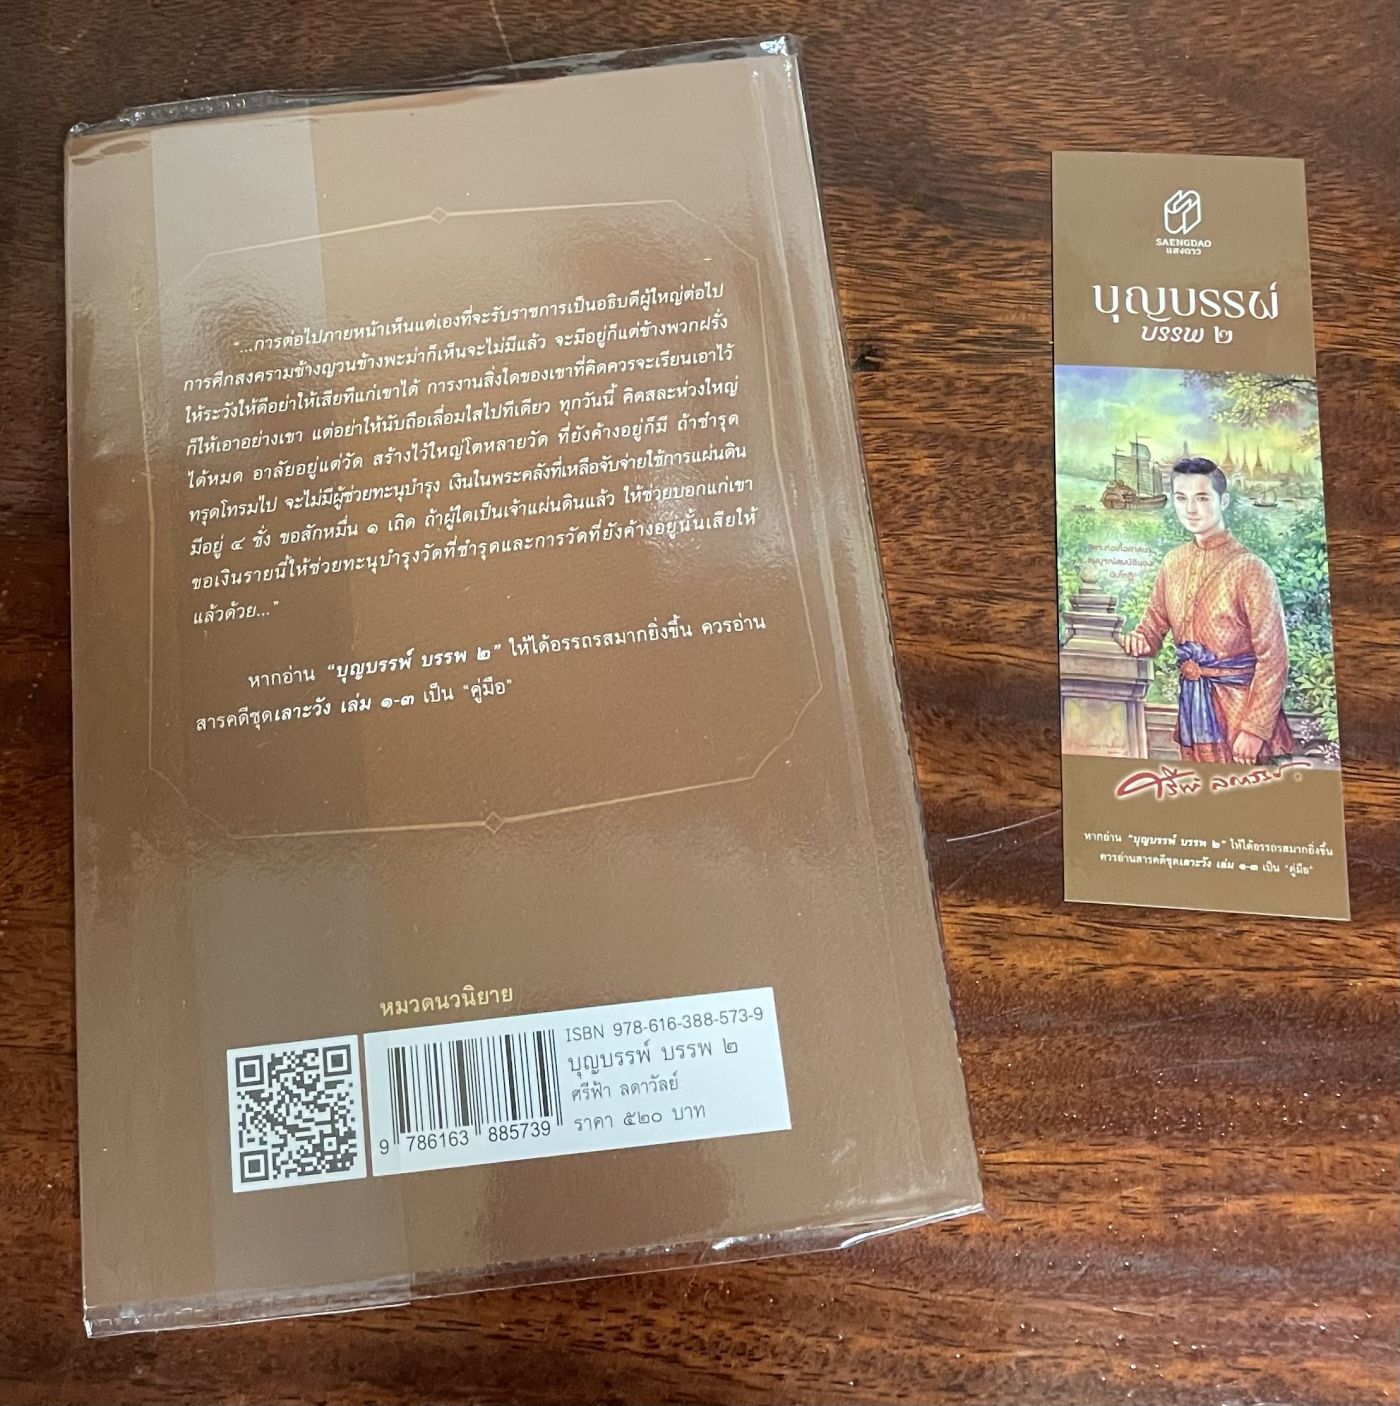 "...การต่อไปภายหน้าเห็นแต่เองที่จะรับราชการเป็นอธิบดีผู้ใหญ่ต่อไป
การศึกสงครามข้างญวนข้างพะม่าก็เห็นจะไม่มีแล้ว จะมีอยู่ก็แต่ข้างพวกฝรั่ง
ให้ระวังให้ดีอย่าให้เสียทีแก่เขาได้ การงานสิ่งใดของเขาที่คิดควรจะเรียนเอาไว้
ก็ให้เอาอย่างเขา แต่อย่าให้นับถือเลื่อมใสไปทีเดียว ทุกวันนี้ คิดสละห่วงใหญ่
ได้หมด อาลัยอยู่แต่วัด สร้างไว้ใหญ่โตหลายวัด ที่ยังค้างอยู่ก็มี ถ้าชำรุด
ทรุดโทรมไป จะไม่มีผู้ช่วยทะนุบำรุง เงินในพระคลังที่เหลือจับจ่ายใช้การแผ่นดิน
มีอยู่ ๔ ชั่ง ขอสักหมื่น ๑ เถิด ถ้าผู้ใดเป็นเจ้าแผ่นดินแล้ว ให้ช่วยบอกแก่เขา
ขอเงินรายนี้ให้ช่วยทะนุบำรุงวัดที่ชำรุดและการวัดที่ยังค้างอยู่นั้นเสียให้
แล้วด้วย..."
หากอ่าน "บุญบรรพ์ บรรพ ๒" ให้ได้อรรถรสมากยิ่งขึ้น ควรอ่าน
สารคดีชุดเลาะวัง เล่ม ๑-๓ เป็น "คู่มือ"
หมวดนวนิยาย
ISBN 978-616-388-573-9
บุญบรรพ์ บรรพ ๒
ศรีฟ้า ลดาวัลย์
ราคา ๕๒๐ บาท
9 786163 885739
SAENGDAO
แสงดาว
บุญบรรพ์
บรรพ ๒
ศรีฟ้า ลดาวัลย์
หากอ่าน "บุญบรรพ์ บรรพ ๒" ให้ได้อรรถรสมากยิ่งขึ้น
ควรอ่านสารคดีชุดเลาะวัง เล่ม ๑-๓ เป็น "คู่มือ"